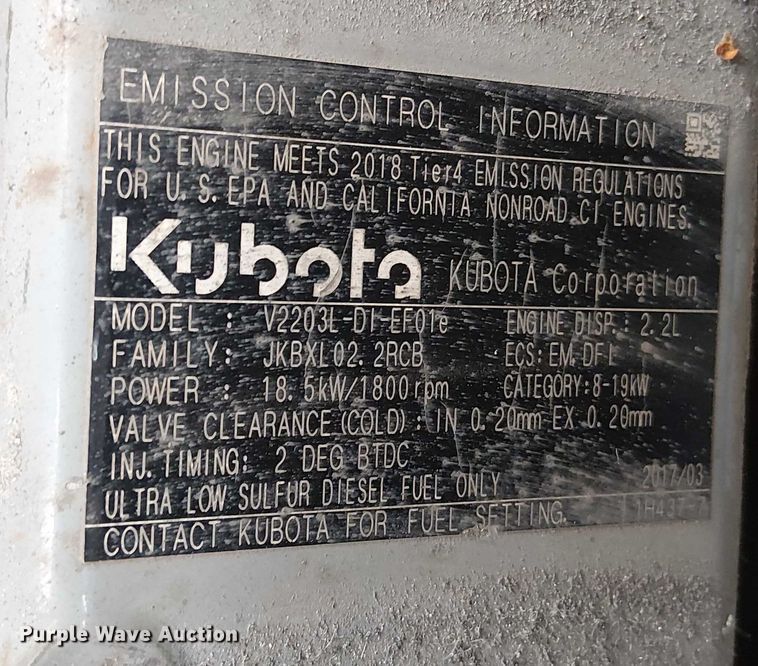 EMISSION CONTROL INFORMATION
THIS ENGINE MEETS 2018 Tier4 EMISSION REGULATIONS
FOR U.S. EPA AND CALIFORNIA NONROAD CI ENGINES.
Kubota KUBOTA Corporation
MODEL : V2203L-DI-EF01e ENGINE DISP.: 2.2L
FAMILY: JKBXL02.2RCB ECS: EM,DFI
POWER : 18.5kW/1800rpm CATEGORY:8-19kW
VALVE CLEARANCE(COLD) : IN 0.20mm EX 0.20mm
INJ.TIMING: 2 DEG BTDC
ULTRA LOW SULFUR DIESEL FUEL ONLY 2017/03
CONTACT KUBOTA FOR FUEL SETTING.
Purple Wave Auction